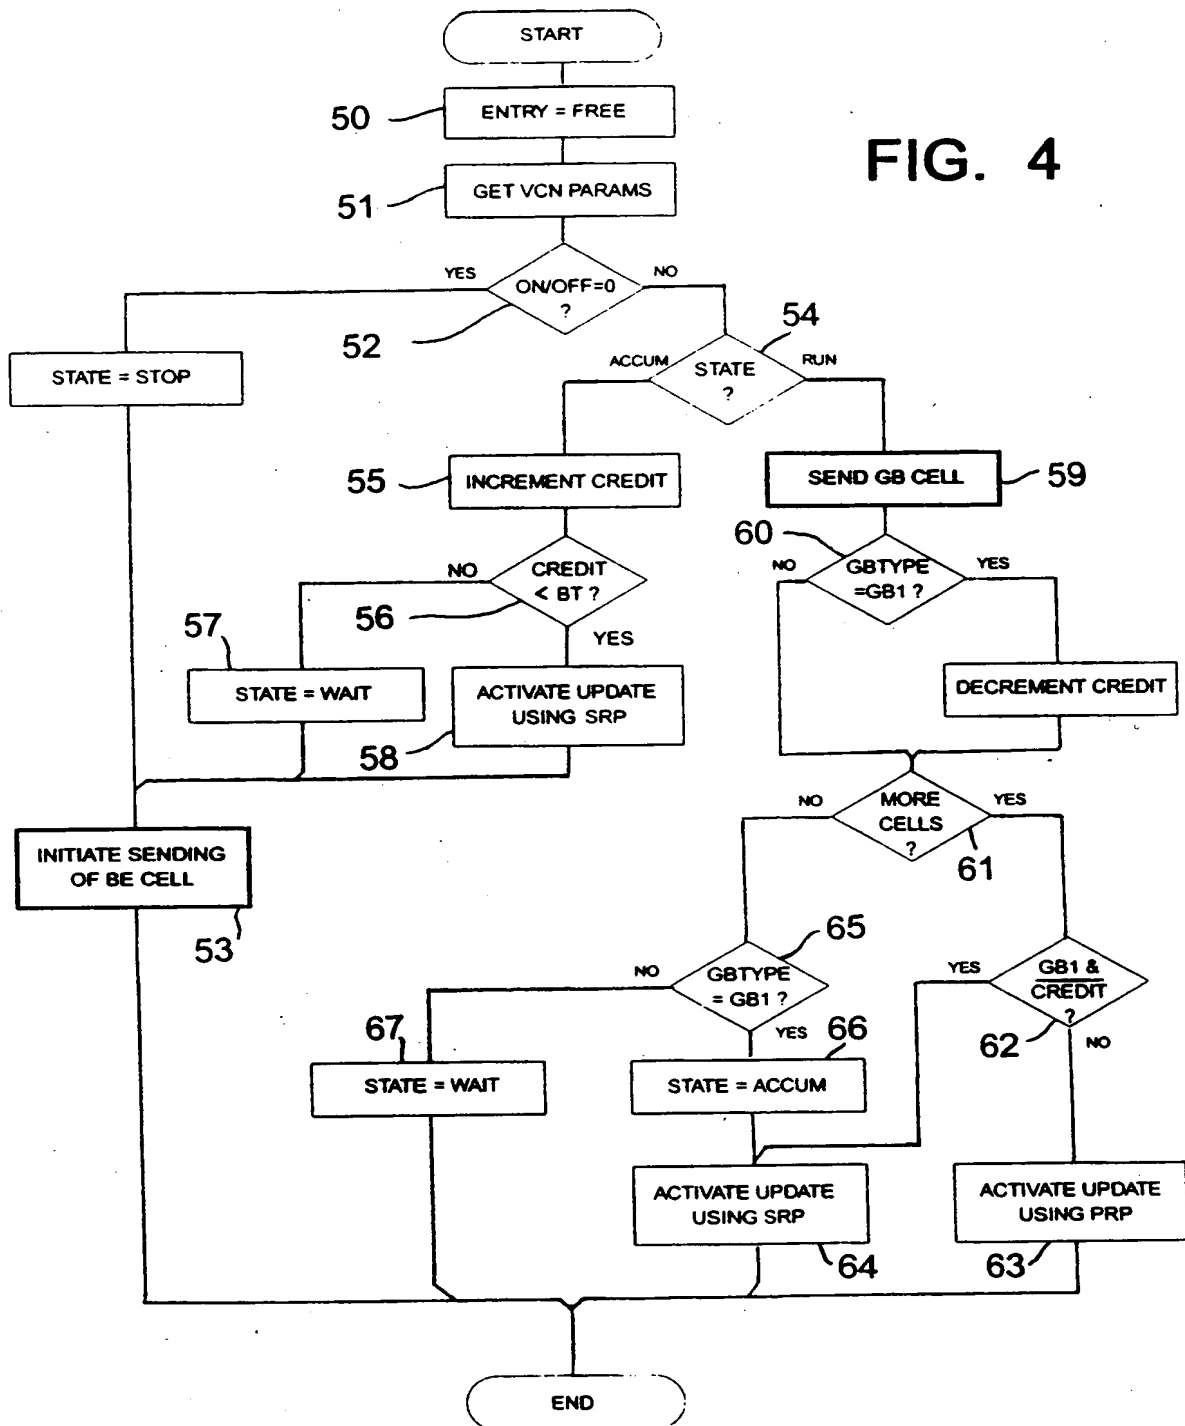 START
50
ENTRY = FREE
FIG. 4
51
GET VCN PARAMS
YES
ON/OFF=0
?
NO
52
54
STATE = STOP
ACCUM
STATE
?
RUN
55
INCREMENT CREDIT
SEND GB CELL
59
60
NO
CREDIT
< BT ?
56
YES
NO
GBTYPE
=GB1 ?
YES
57
STATE = WAIT
ACTIVATE UPDATE
USING SRP
58
DECREMENT CREDIT
NO
MORE
CELLS
?
YES
61
INITIATE SENDING
OF BE CELL
53
65
NO
GBTYPE
= GB1 ?
YES
YES
GB1 &
CREDIT
?
62
NO
67
STATE = WAIT
66
STATE = ACCUM
ACTIVATE UPDATE
USING SRP
64
ACTIVATE UPDATE
USING PRP
63
END